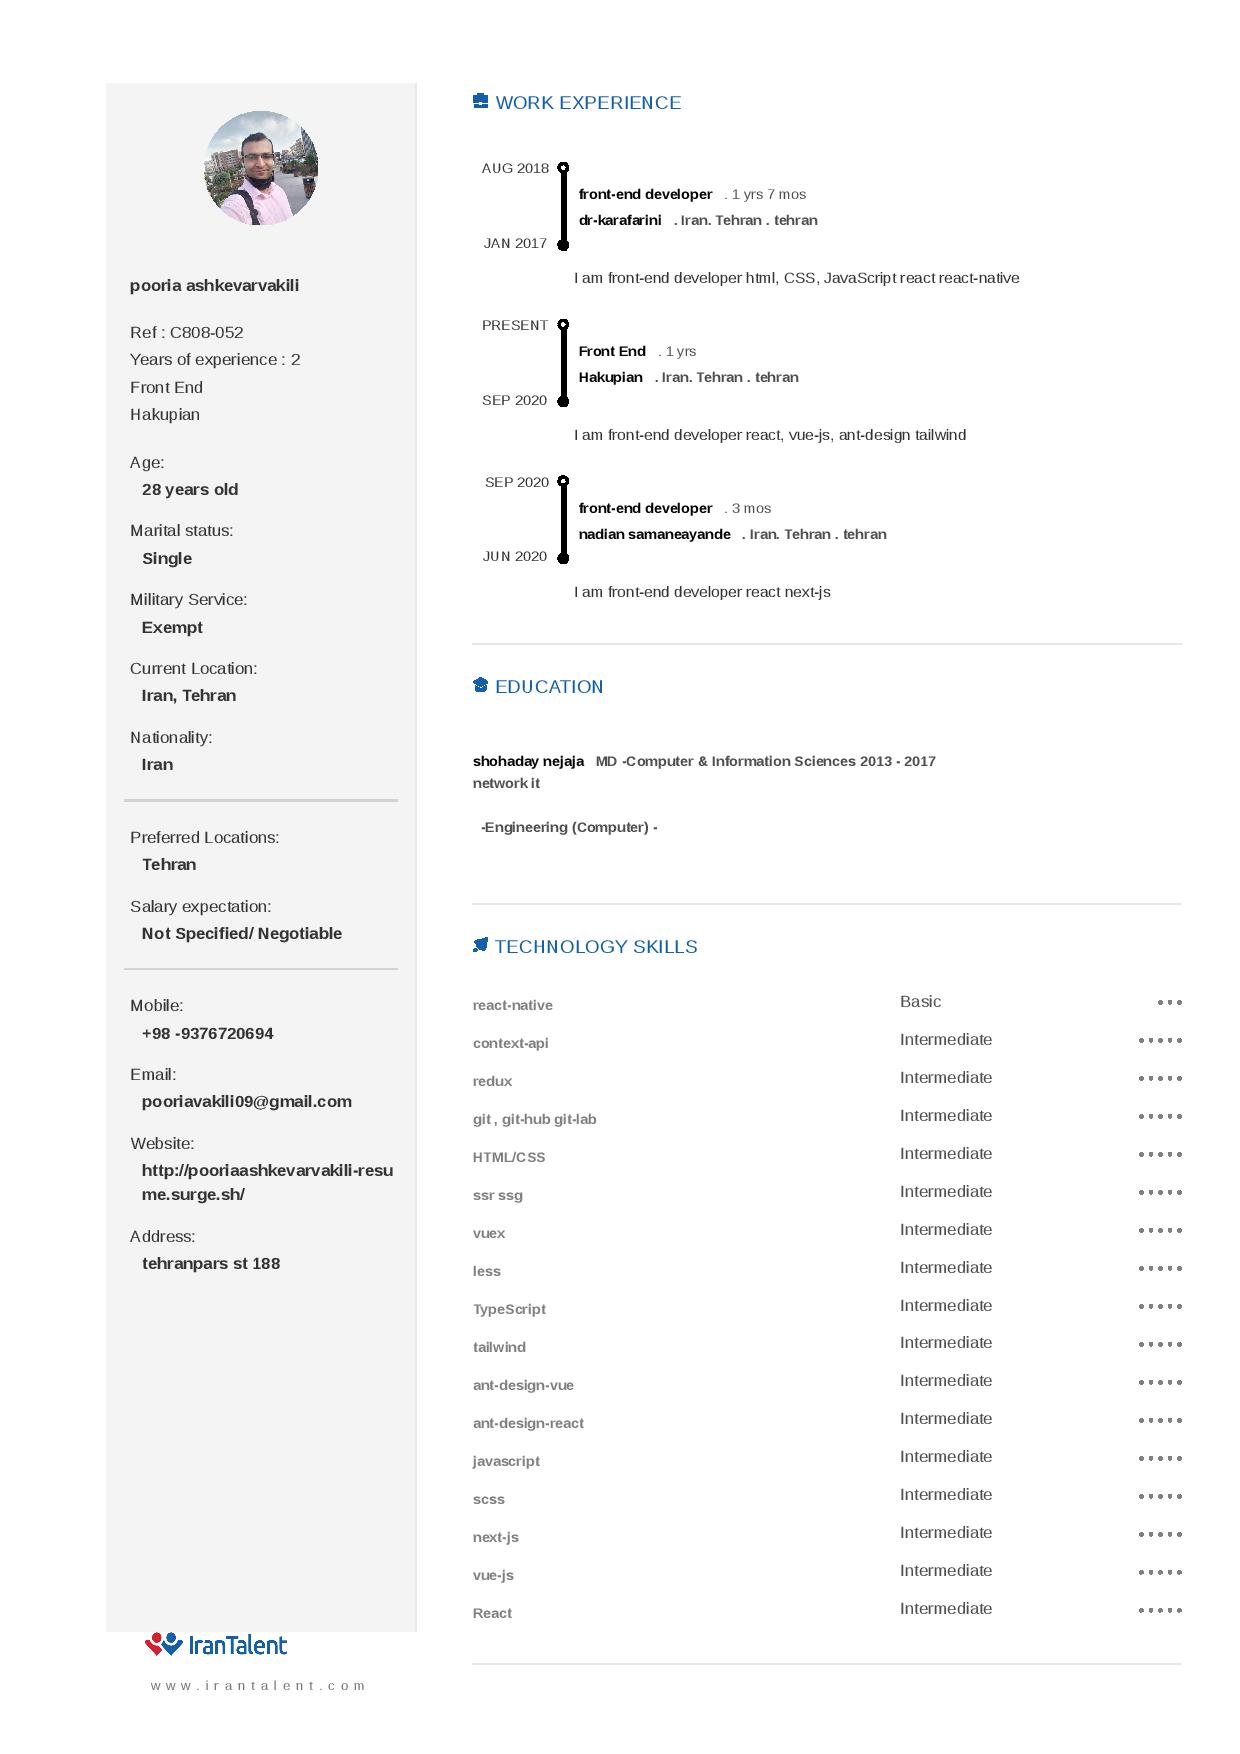 pooria ashkevarvakili
Ref : C808-052
Years of experience : 2
Front End
Hakupian
Age:
28 years old
Marital status:
Single
Military Service:
Exempt
Current Location:
Iran, Tehran
Nationality:
Iran
Preferred Locations:
Tehran
Salary expectation:
Not Specified/ Negotiable
Mobile:
+98 -9376720694
Email:
pooriavakili09@gmail.com
Website:
http://pooriaashkevarvakili-resu
me.surge.sh/
Address:
tehranpars st 188
IranTalent
www.irantalent.com
WORK EXPERIENCE
AUG 2018
front-end developer . 1 yrs 7 mos
dr-karafarini . Iran. Tehran . tehran
JAN 2017
I am front-end developer html, CSS, JavaScript react react-native
PRESENT
Front End . 1 yrs
Hakupian . Iran. Tehran . tehran
SEP 2020
I am front-end developer react, vue-js, ant-design tailwind
SEP 2020
front-end developer . 3 mos
nadian samaneayande . Iran. Tehran . tehran
JUN 2020
I am front-end developer react next-js
EDUCATION
shohaday nejaja MD -Computer & Information Sciences 2013 - 2017
network it
-Engineering (Computer) -
TECHNOLOGY SKILLS
react-native Basic
context-api Intermediate
redux Intermediate
git , git-hub git-lab Intermediate
HTML/CSS Intermediate
ssr ssg Intermediate
vuex Intermediate
less Intermediate
TypeScript Intermediate
tailwind Intermediate
ant-design-vue Intermediate
ant-design-react Intermediate
javascript Intermediate
scss Intermediate
next-js Intermediate
vue-js Intermediate
React Intermediate